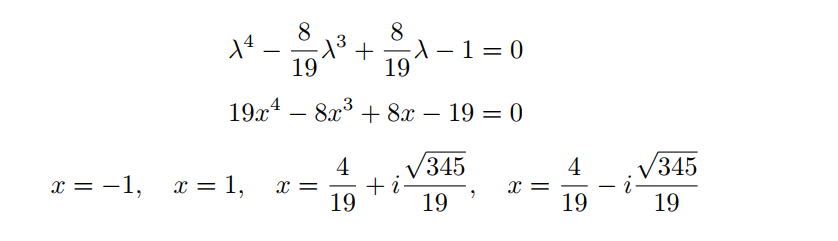 λ⁴ − 8/19 λ³ + 8/19 λ − 1 = 0
19x⁴ − 8x³ + 8x − 19 = 0
x = −1, x = 1, x = 4/19 + i √345/19, x = 4/19 − i √345/19